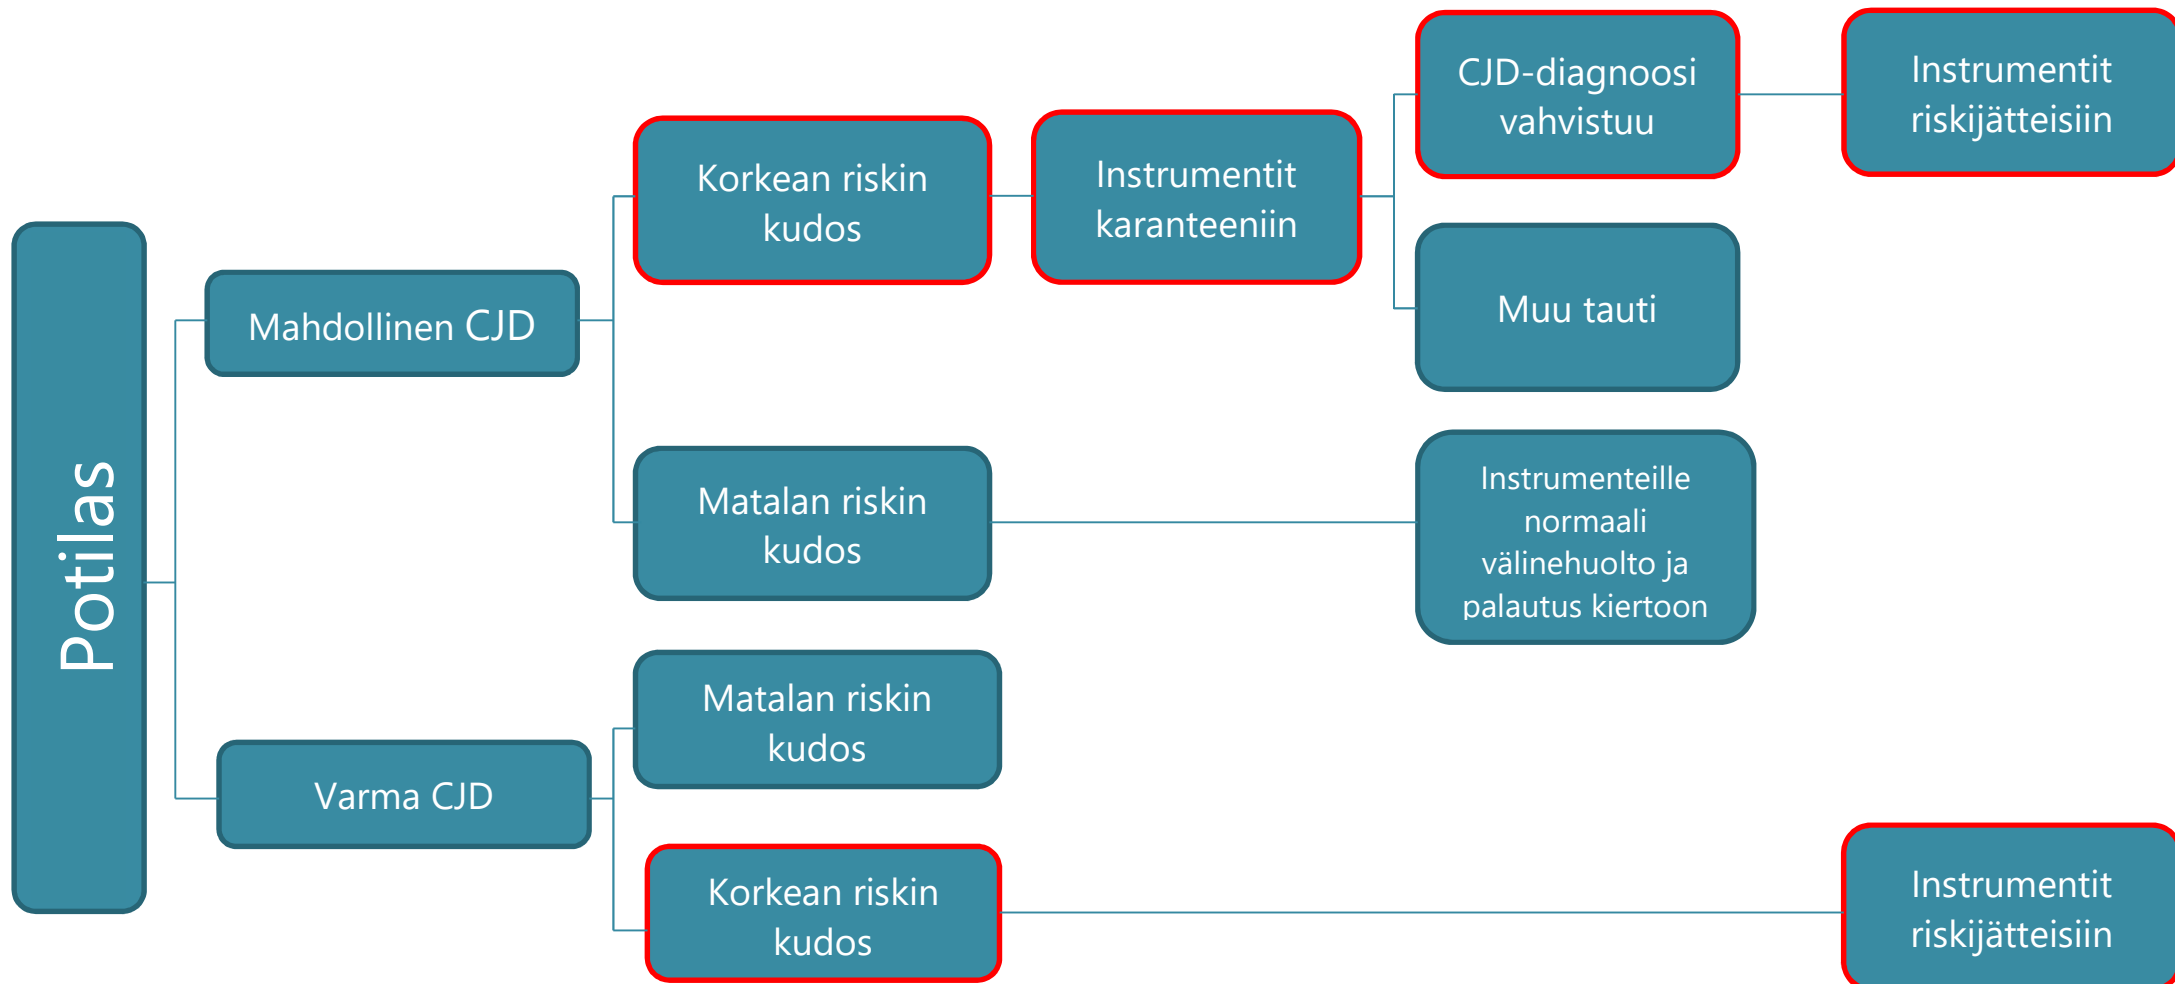 Potilas
Mahdollinen CJD
Korkean riskin
kudos
Instrumentit
karanteeniin
CJD-diagnoosi
vahvistuu
Instrumentit
riskijätteisiin
Muu tauti
Matalan riskin
kudos
Instrumenteille
normaali
välinehuolto ja
palautus kiertoon
Varma CJD
Matalan riskin
kudos
Korkean riskin
kudos
Instrumentit
riskijätteisiin